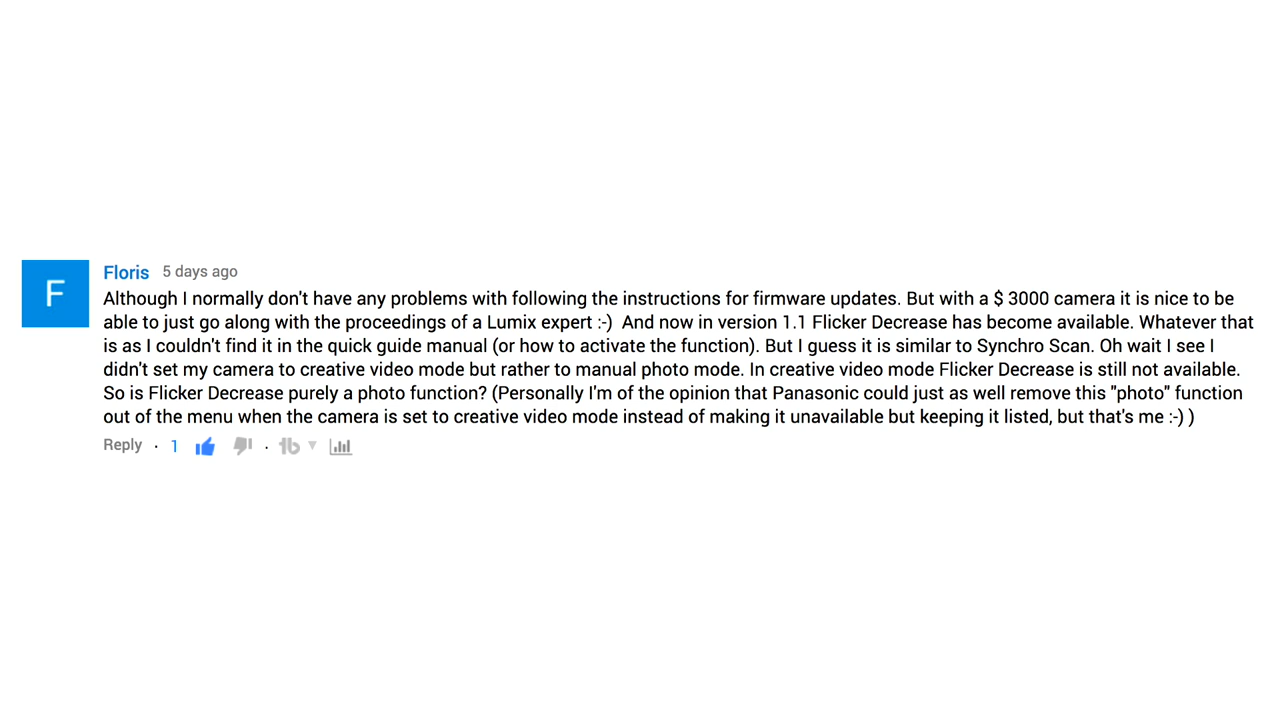 F
Floris 5 days ago
Although I normally don't have any problems with following the instructions for firmware updates. But with a $ 3000 camera it is nice to be
able to just go along with the proceedings of a Lumix expert :-)  And now in version 1.1 Flicker Decrease has become available. Whatever that
is as I couldn't find it in the quick guide manual (or how to activate the function). But I guess it is similar to Synchro Scan. Oh wait I see I
didn't set my camera to creative video mode but rather to manual photo mode. In creative video mode Flicker Decrease is still not available.
So is Flicker Decrease purely a photo function? (Personally I'm of the opinion that Panasonic could just as well remove this "photo" function
out of the menu when the camera is set to creative video mode instead of making it unavailable but keeping it listed, but that's me :-) )
Reply · 1 · tb